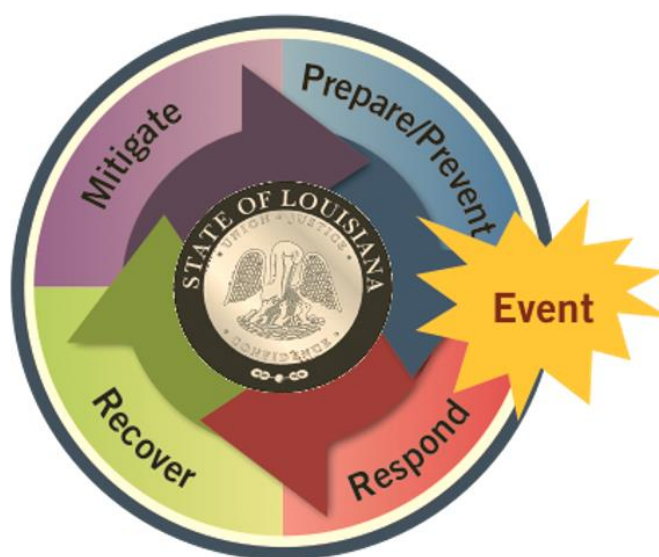 Mitigate
Prepare/Prevent
Event
Respond
Recover
STATE OF LOUISIANA
UNION · JUSTICE
· CONFIDENCE ·